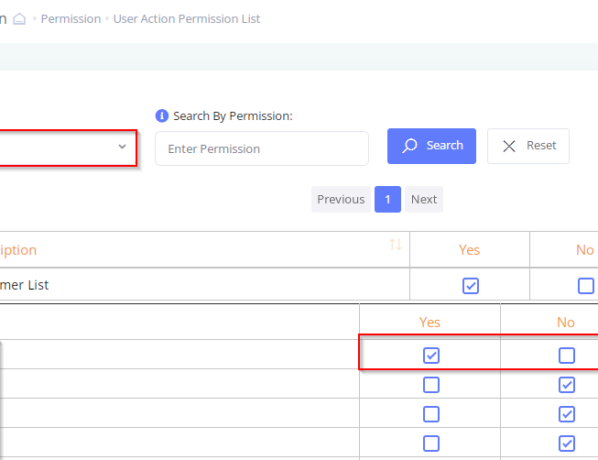 n Permission User Action Permission List
Search By Permission:
Enter Permission
Search
Reset
Previous 1 Next
iption Yes No
mer List
Yes No